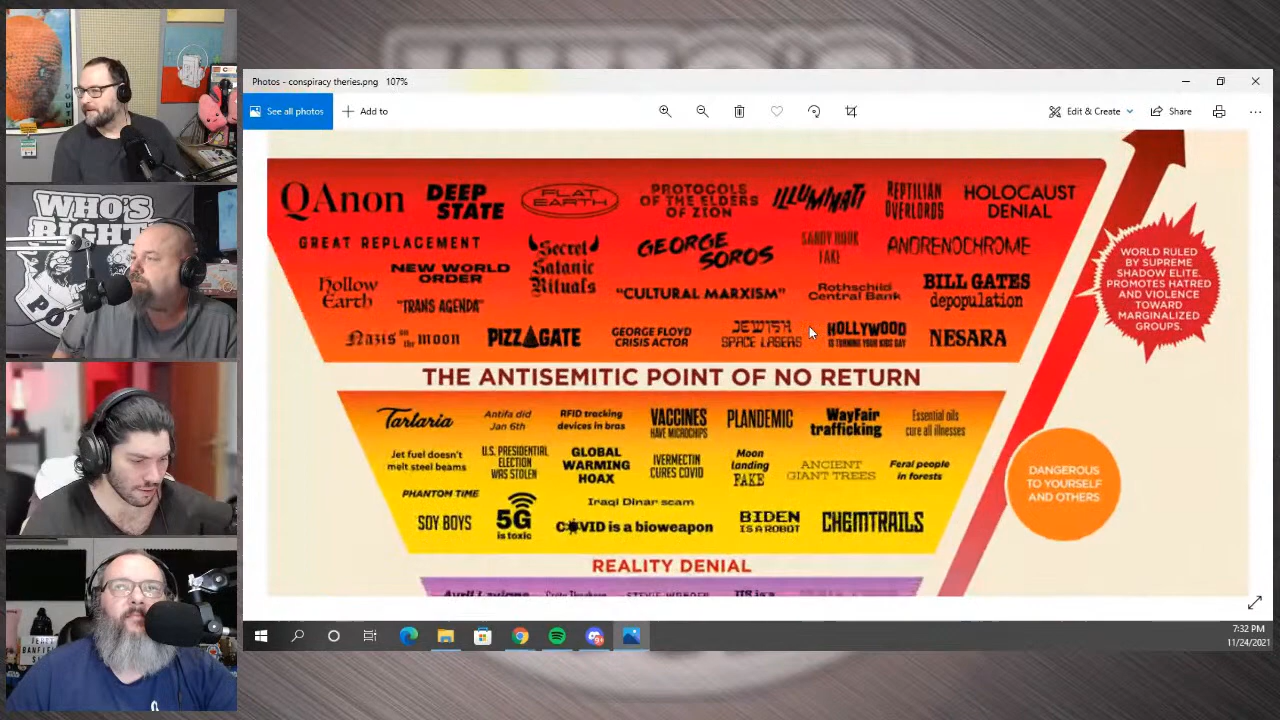 Photos - conspiracy theries.png 107%
See all photos
Add to
Edit & Create
Share
QAnon
DEEP
STATE
FLAT
EARTH
PROTOCOLS
OF THE ELDERS
OF ZION
ILLUMINATI
REPTILIAN
OVERLORDS
HOLOCAUST
DENIAL
GREAT REPLACEMENT
Secret
Satanic
Rituals
GEORGE
SOROS
SANDY HOOK
FAKE
ANDRENOCHROME
Hollow
Earth
NEW WORLD
ORDER
"TRANS AGENDA"
"CULTURAL MARXISM"
Rothschild
Central Bank
BILL GATES
depopulation
Nazis on the moon
PIZZAGATE
GEORGE FLOYD
CRISIS ACTOR
JEWISH
SPACE LASERS
HOLLYWOOD
IS TURNING YOUR KIDS GAY
NESARA
WORLD RULED
BY SUPREME
SHADOW ELITE.
PROMOTES HATRED
AND VIOLENCE
TOWARD
MARGINALIZED
GROUPS.
THE ANTISEMITIC POINT OF NO RETURN
Tartaria
Antifa did
Jan 6th
RFID tracking
devices in bras
VACCINES
HAVE MICROCHIPS
PLANDEMIC
WayFair
trafficking
Essential oils
cure all illnesses
Jet fuel doesn't
melt steel beams
U.S. PRESIDENTIAL
ELECTION
WAS STOLEN
GLOBAL
WARMING
HOAX
IVERMECTIN
CURES COVID
Moon
landing
FAKE
ANCIENT
GIANT TREES
Feral people
in forests
PHANTOM TIME
Iraqi Dinar scam
SOY BOYS
5G
is toxic
COVID is a bioweapon
BIDEN
IS A ROBOT
CHEMTRAILS
DANGEROUS
TO YOURSELF
AND OTHERS
REALITY DENIAL
7:32 PM
11/24/2021
WHO'S
RIGHT